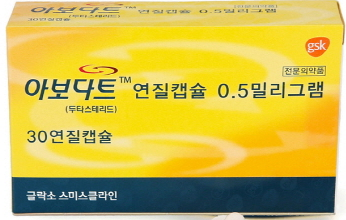 gsk
전문의약품
아보다트™ 연질캡슐 0.5밀리그램
(두타스테리드)
30연질캡슐
글락소 스미스클라인